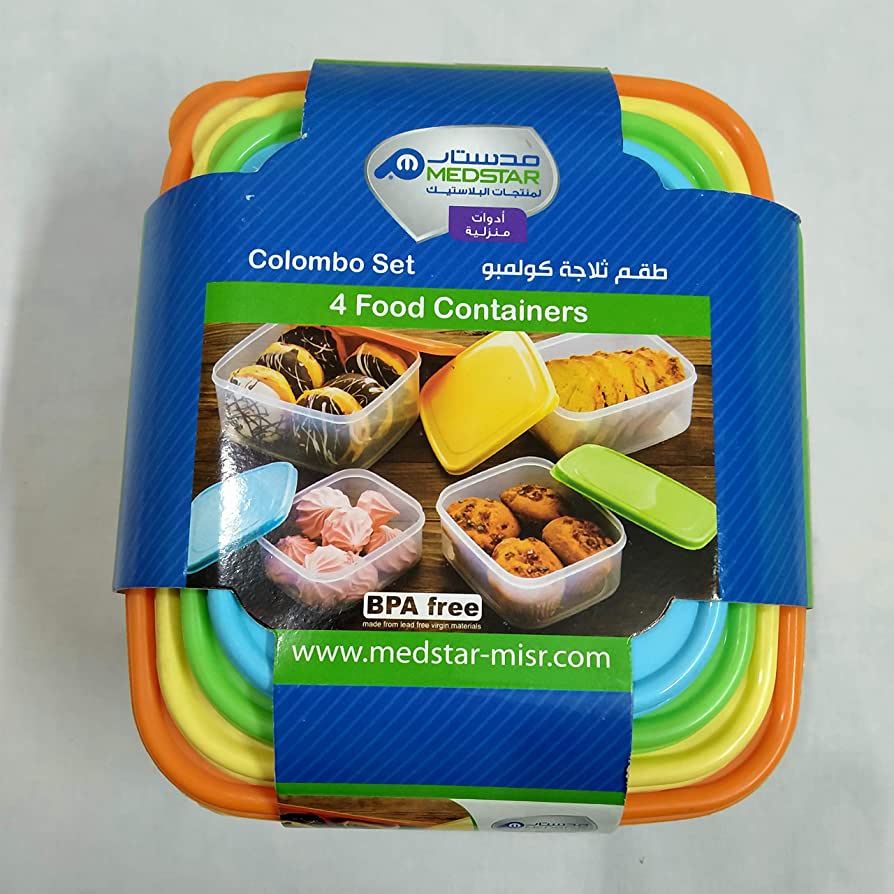 مدستار
MEDSTAR
لمنتجات البلاستيك
أدوات
منزلية
Colombo Set
طقم ثلاجة كولمبو
4 Food Containers
BPA free
made from lead free virgin materials
www.medstar-misr.com
مدستار